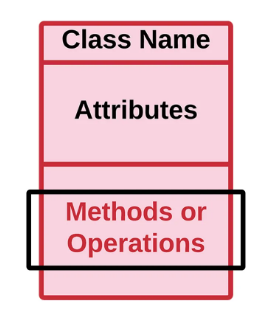 Class Name
Attributes
Methods or
Operations